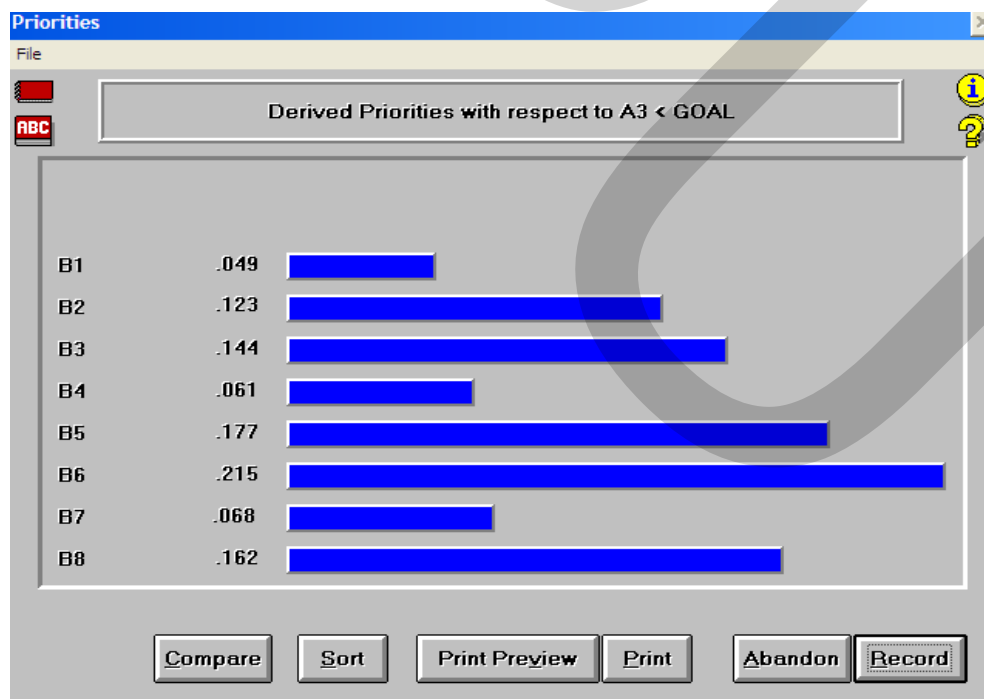 Priorities
File
ABC
Derived Priorities with respect to A3 < GOAL
B1 .049
B2 .123
B3 .144
B4 .061
B5 .177
B6 .215
B7 .068
B8 .162
Compare Sort Print Preview Print Abandon Record